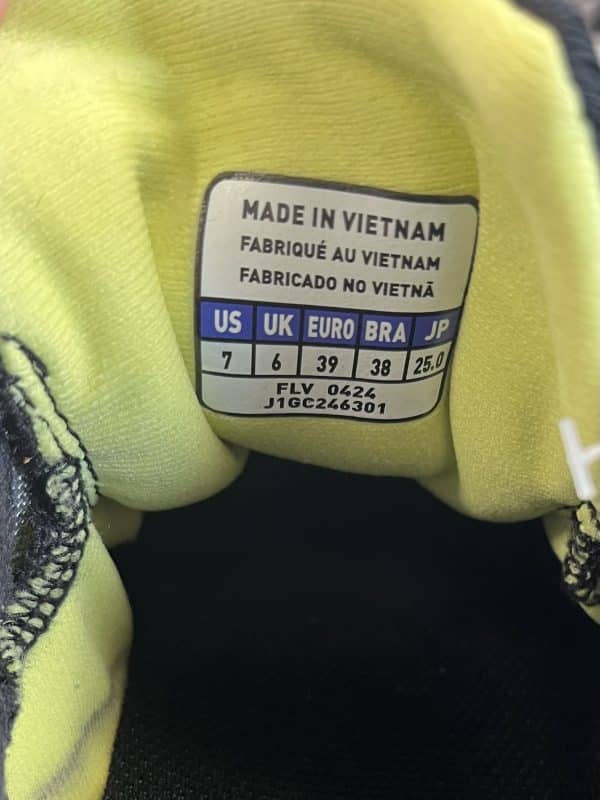 MADE IN VIETNAM
FABRIQUÉ AU VIETNAM
FABRICADO NO VIETNÃ
US UK EURO BRA JP
7 6 39 38 25.0
FLV 0424
J1GC246301